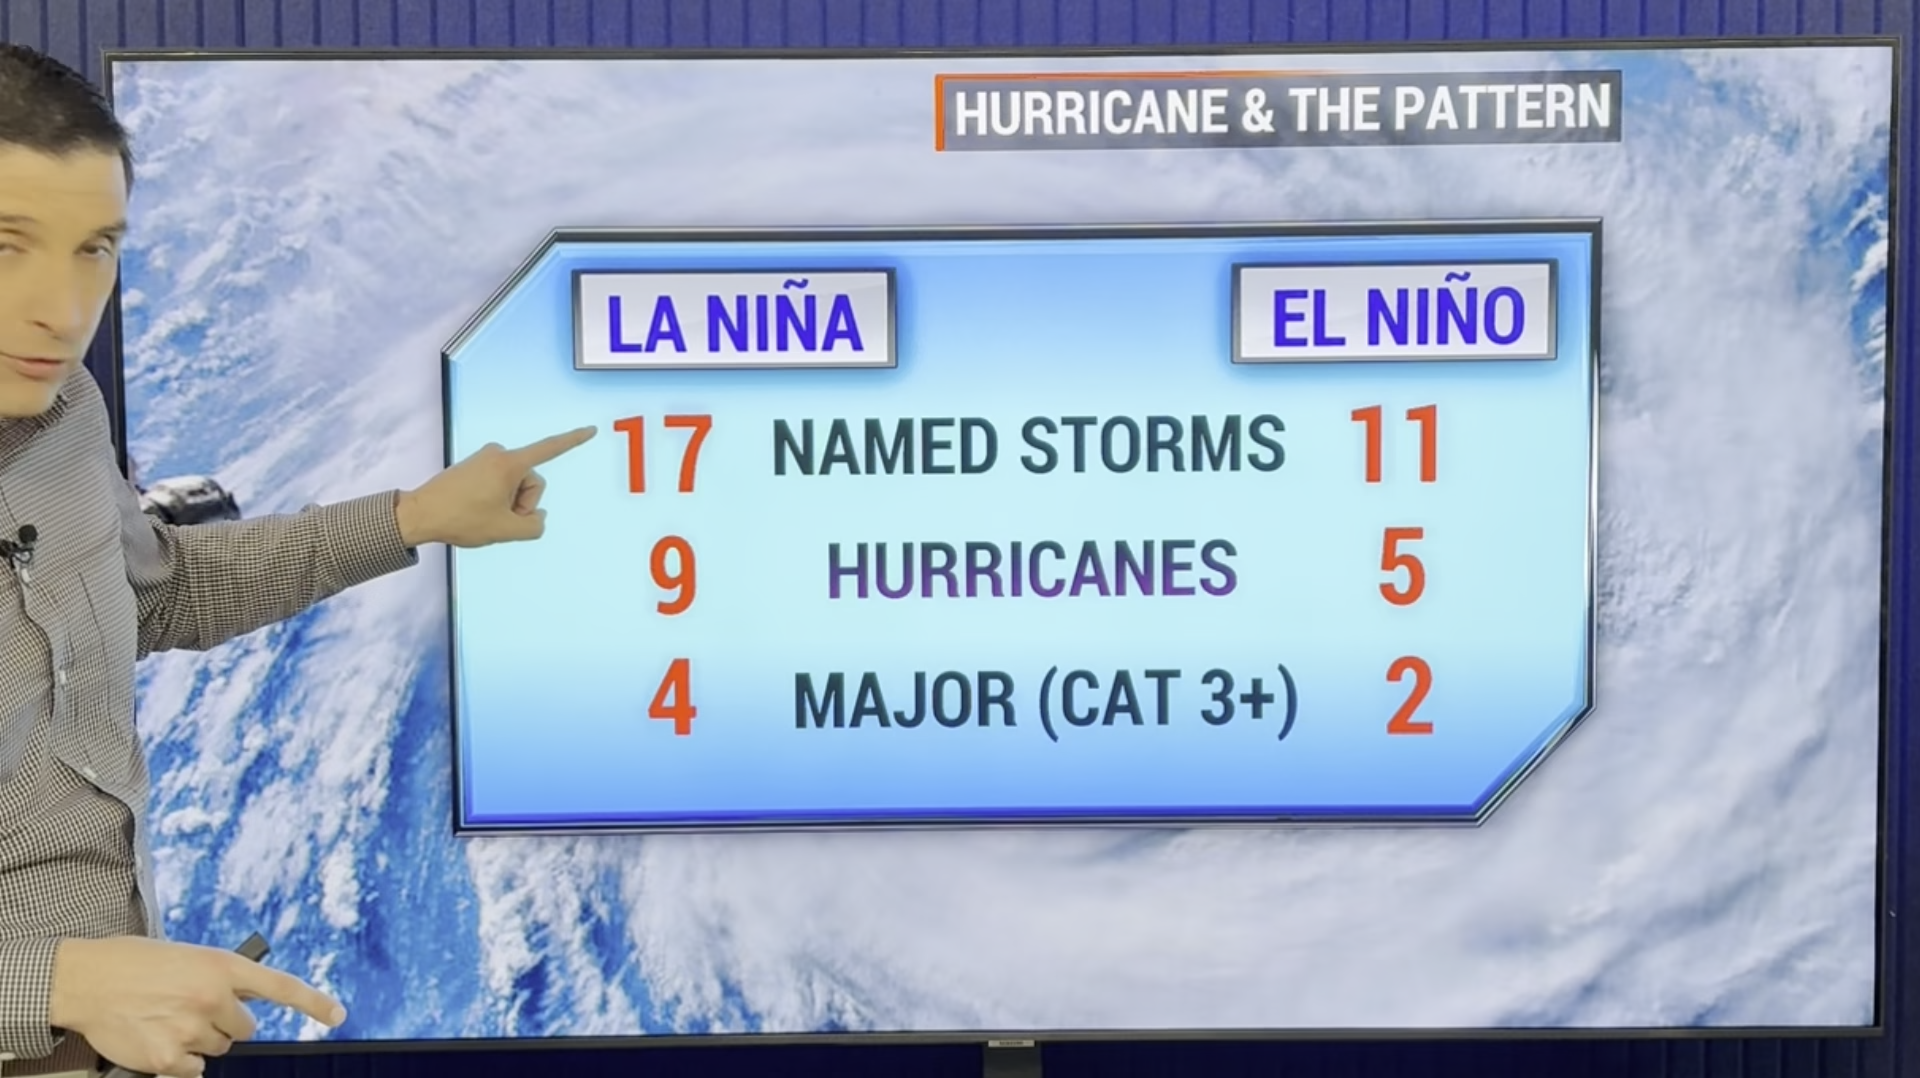 HURRICANE & THE PATTERN
LA NIÑA EL NIÑO
17 NAMED STORMS 11
9 HURRICANES 5
4 MAJOR (CAT 3+) 2